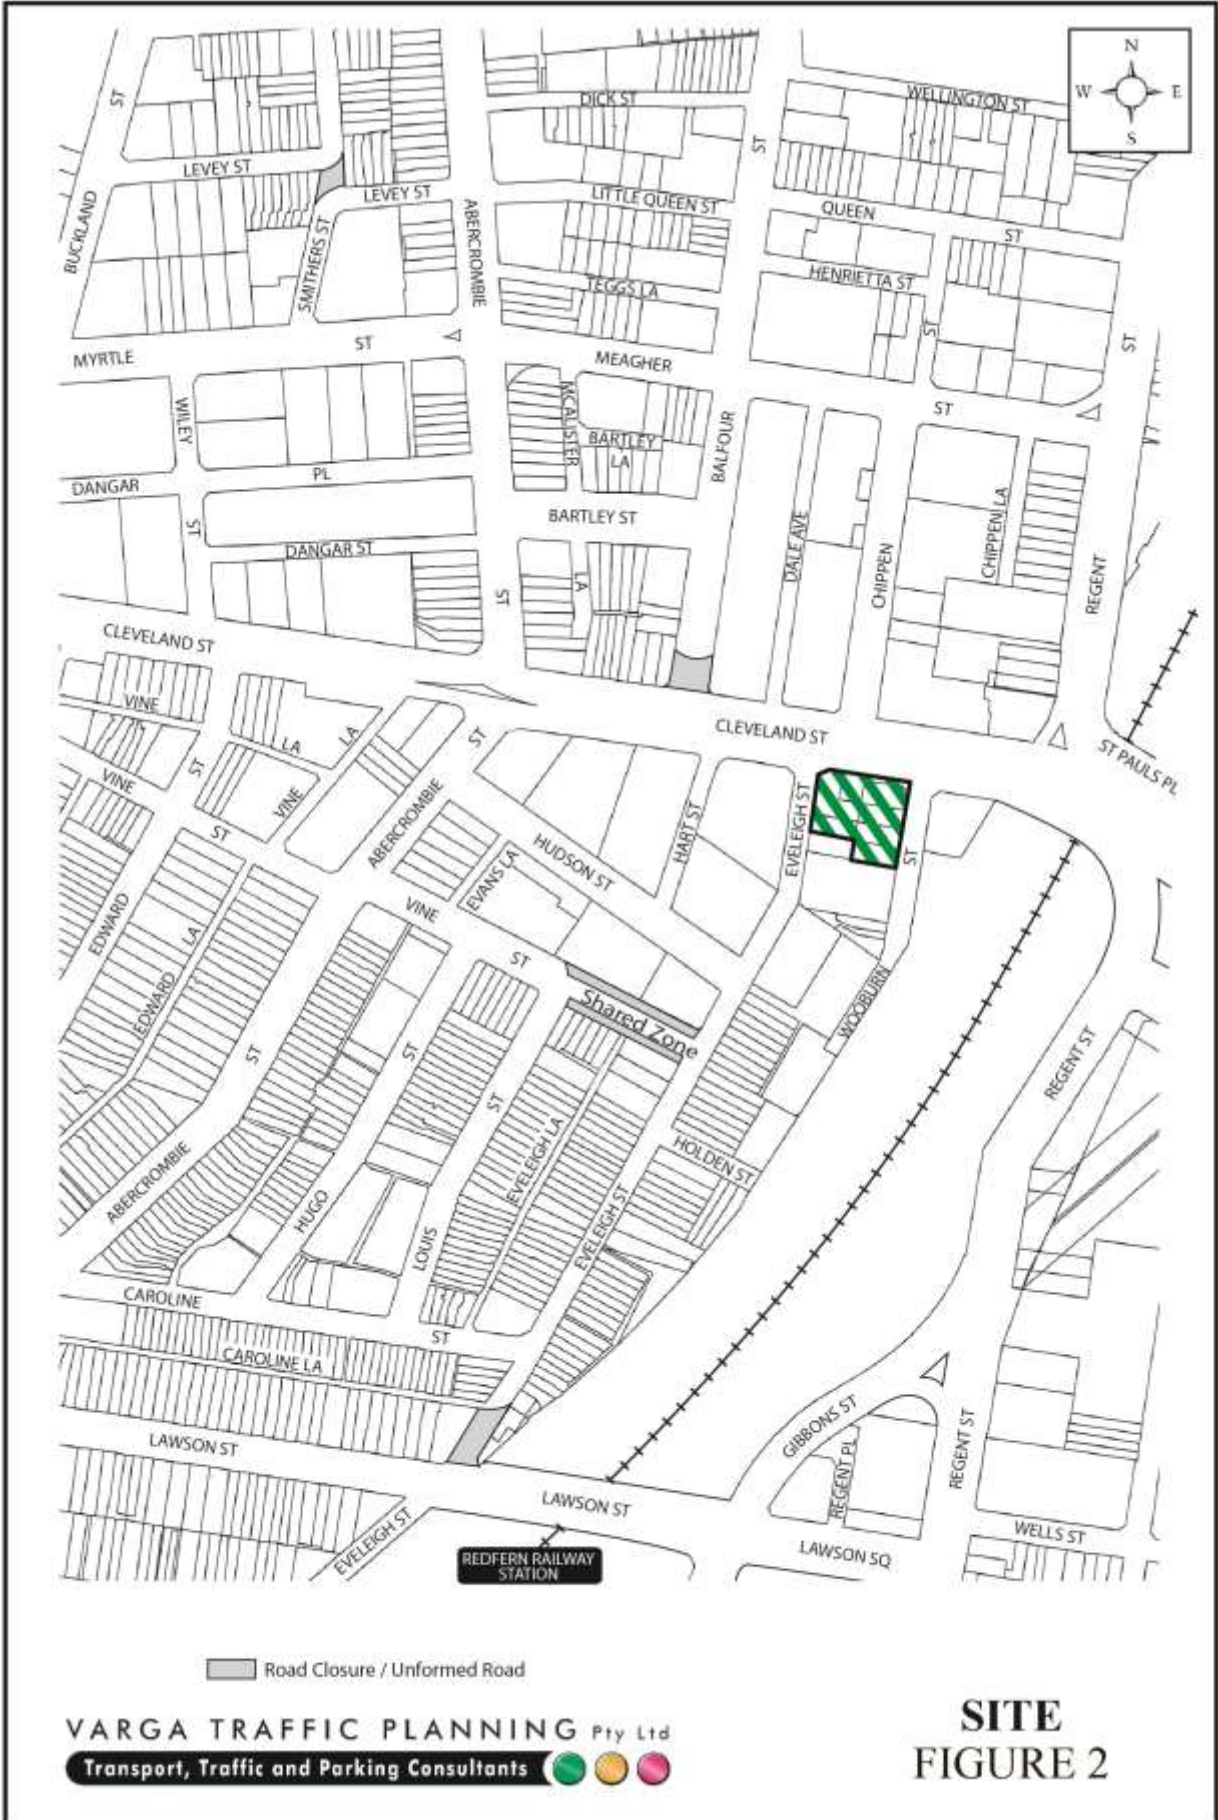 N
W E
S
ST
DICK ST
WELLINGTON ST
ST
LEVEY ST
LEVEY ST
LITTLE QUEEN ST
QUEEN
ST
BUCKLAND
SMITHERS ST
ABERCROMBIE
TEGGS LA
HENRIETTA ST
ST
ST
MYRTLE
ST
MEAGHER
ST
WILEY
MCALISTER
BARTLEY
LA
BALFOUR
DANGAR
PL
BARTLEY ST
ST
DANGAR ST
DALE AVE
CHIPPEN
CHIPPEN LA
REGENT
ST
LA
CLEVELAND ST
CLEVELAND ST
ST PAULS PL
VINE
LA
LA
ST
VINE
ST
VINE
ST
ABERCROMBIE
HUDSON ST
HART ST
EVELEIGH ST
ST
EVANS LA
VINE
ST
EDWARD
LA
EDWARD
Shared Zone
WOOBURN
REGENT ST
ST
ST
ST
EVELEIGH LA
HOLDEN ST
ABERCROMBIE
HUGO
LOUIS
EVELEIGH ST
CAROLINE
ST
CAROLINE LA
LAWSON ST
GIBBONS ST
REGENT PL
REGENT ST
LAWSON ST
EVELEIGH ST
WELLS ST
LAWSON SQ
REDFERN RAILWAY
STATION
Road Closure / Unformed Road
VARGA TRAFFIC PLANNING Pty Ltd
Transport, Traffic and Parking Consultants
SITE
FIGURE 2